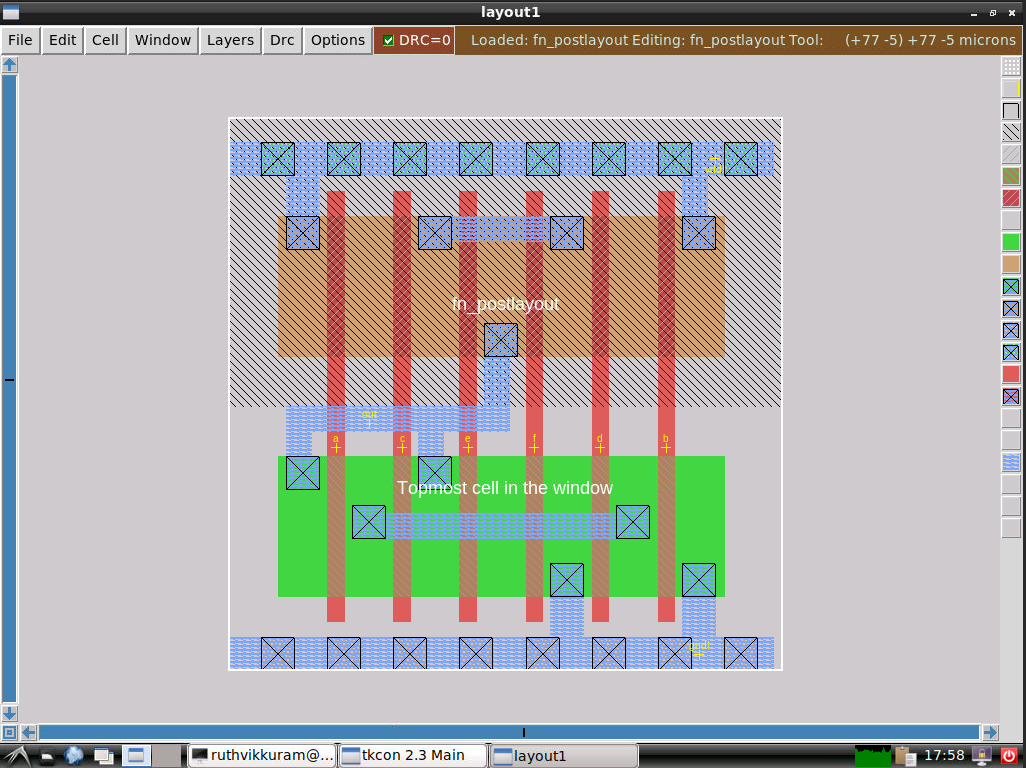 layout1
File Edit Cell Window Layers Drc Options DRC=0 Loaded: fn_postlayout Editing: fn_postlayout Tool: (+77 -5) +77 -5 microns
vdd
fn_postlayout
out
a c e f d b
Topmost cell in the window
ruthvikkuram@... tkcon 2.3 Main layout1 17:58